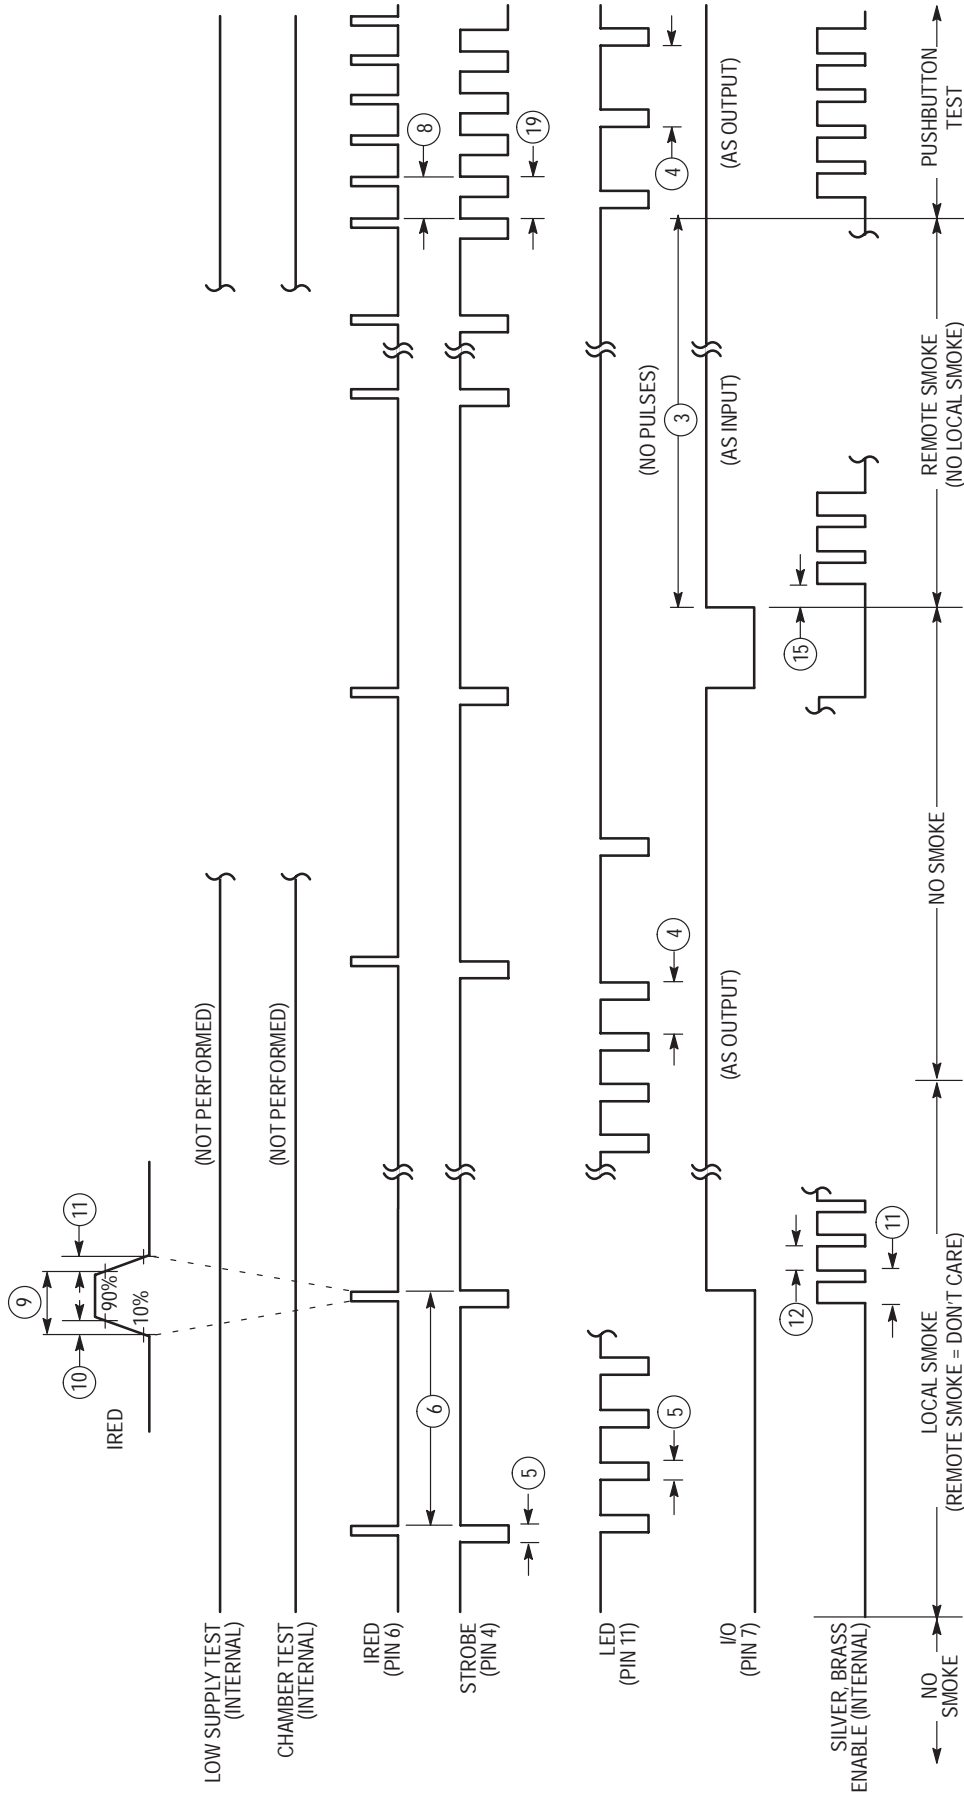 IRED
10
9
11
90%
10%
LOW SUPPLY TEST
(INTERNAL)
(NOT PERFORMED)
CHAMBER TEST
(INTERNAL)
(NOT PERFORMED)
IRED
(PIN 6)
6
8
STROBE
(PIN 4)
5
19
LED
(PIN 11)
5
4
(NO PULSES)
3
4
I/O
(PIN 7)
(AS OUTPUT)
(AS INPUT)
(AS OUTPUT)
SILVER, BRASS
ENABLE (INTERNAL)
12
11
15
NO
SMOKE
LOCAL SMOKE
(REMOTE SMOKE = DON'T CARE)
NO SMOKE
REMOTE SMOKE
(NO LOCAL SMOKE)
PUSHBUTTON
TEST